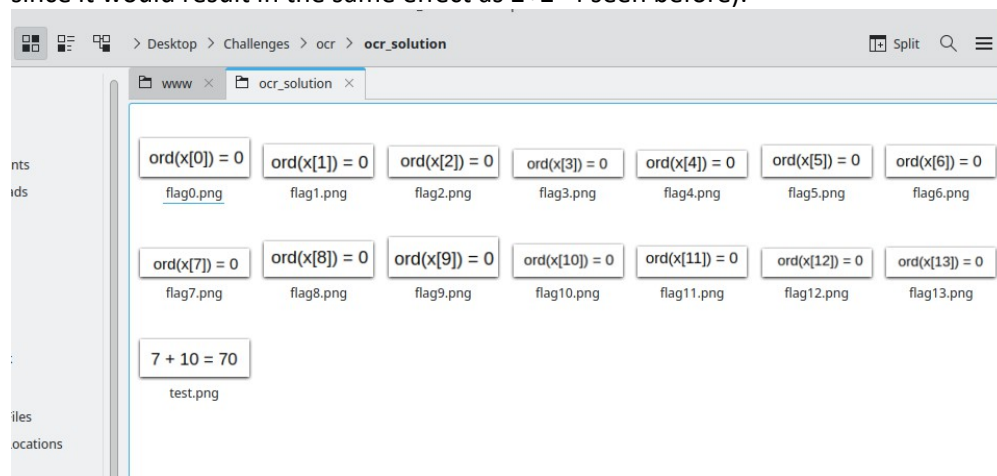 since it would result in the same effect as
seen before).
> Desktop > Challenges > ocr > ocr_solution
Split
www
ocr_solution
nts
ads
ord(x[0]) = 0
ord(x[1]) = 0
ord(x[2]) = 0
ord(x[3]) = 0
ord(x[4]) = 0
ord(x[5]) = 0
ord(x[6]) = 0
flag0.png
flag1.png
flag2.png
flag3.png
flag4.png
flag5.png
flag6.png
ord(x[7]) = 0
ord(x[8]) = 0
ord(x[9]) = 0
ord(x[10]) = 0
ord(x[11]) = 0
ord(x[12]) = 0
ord(x[13]) = 0
flag7.png
flag8.png
flag9.png
flag10.png
flag11.png
flag12.png
flag13.png
7 + 10 = 70
test.png
iles
ocations